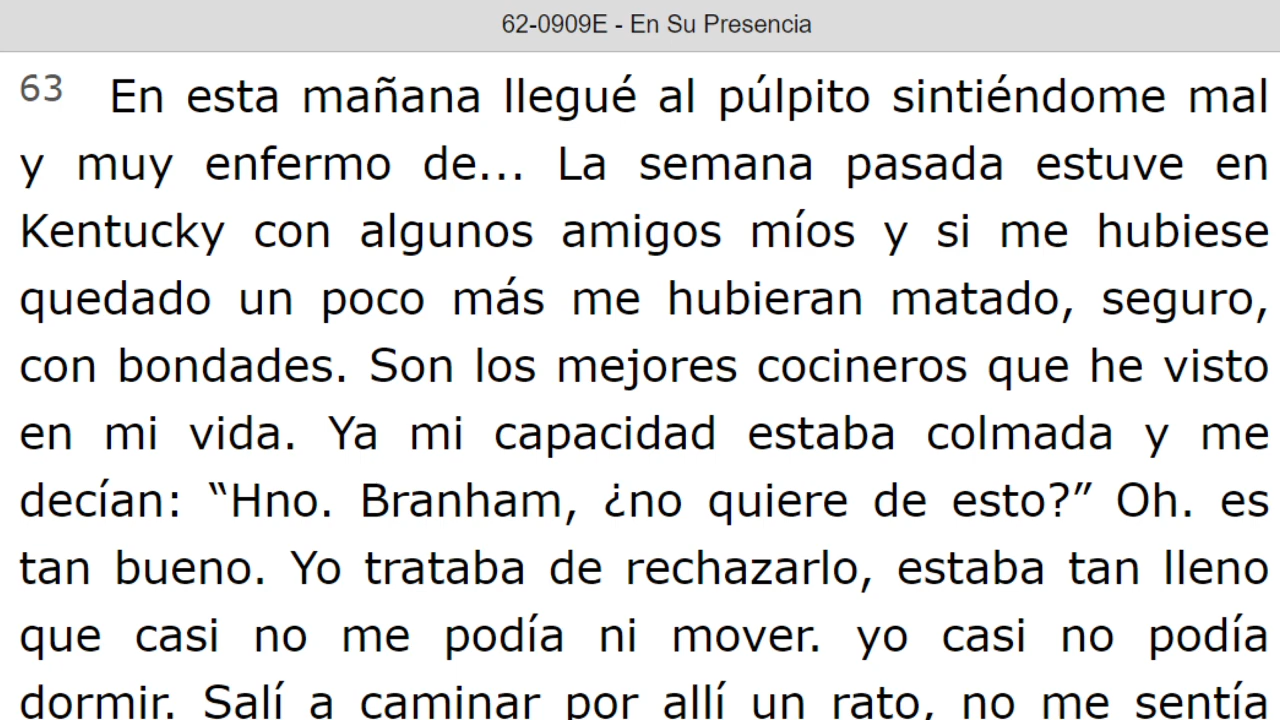 62-0909E - En Su Presencia
63 En esta mañana llegué al púlpito sintiéndome mal
y muy enfermo de... La semana pasada estuve en
Kentucky con algunos amigos míos y si me hubiese
quedado un poco más me hubieran matado, seguro,
con bondades. Son los mejores cocineros que he visto
en mi vida. Ya mi capacidad estaba colmada y me
decían: “Hno. Branham, ¿no quiere de esto?” Oh. es
tan bueno. Yo trataba de rechazarlo, estaba tan lleno
que casi no me podía ni mover. yo casi no podía
dormir. Salí a caminar por allí un rato, no me sentía